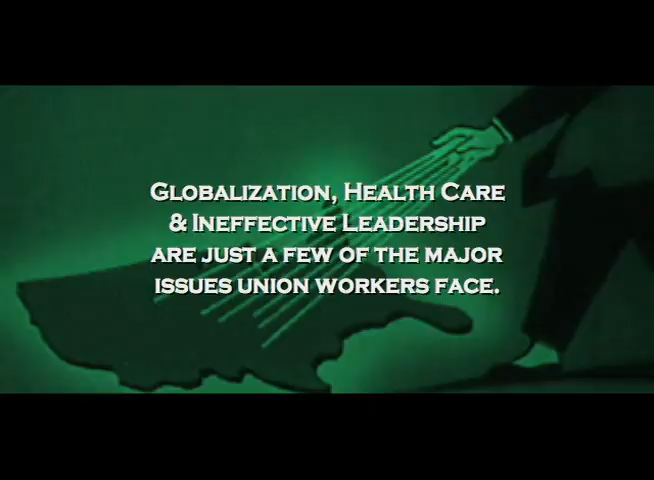 Globalization, Health Care
& Ineffective Leadership
are just a few of the major
issues union workers face.